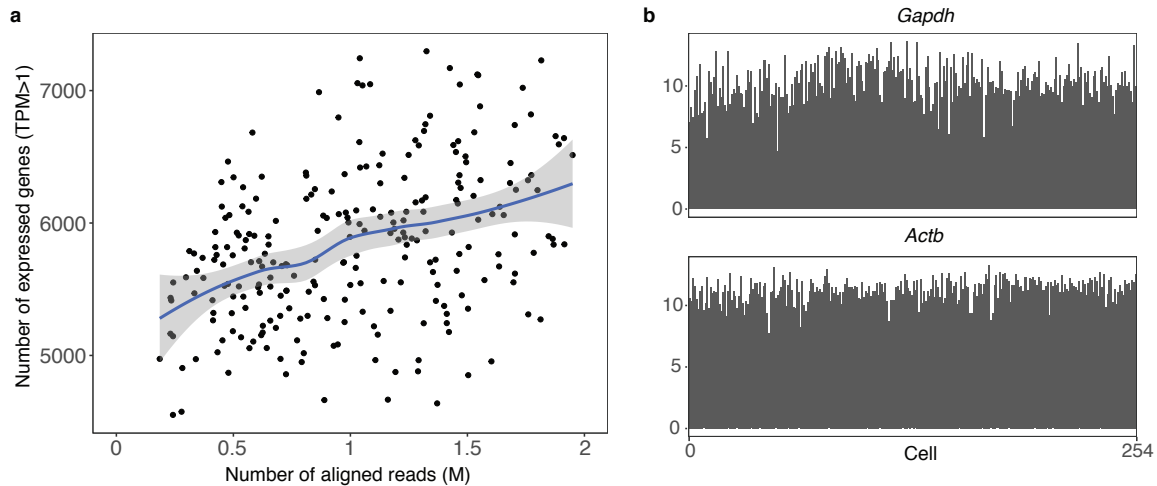 a
Number of expressed genes (TPM>1)
7000
6000
5000
0
0.5
1
1.5
2
Number of aligned reads (M)
b
Gapdh
10
5
0
Actb
10
5
0
0
254
Cell